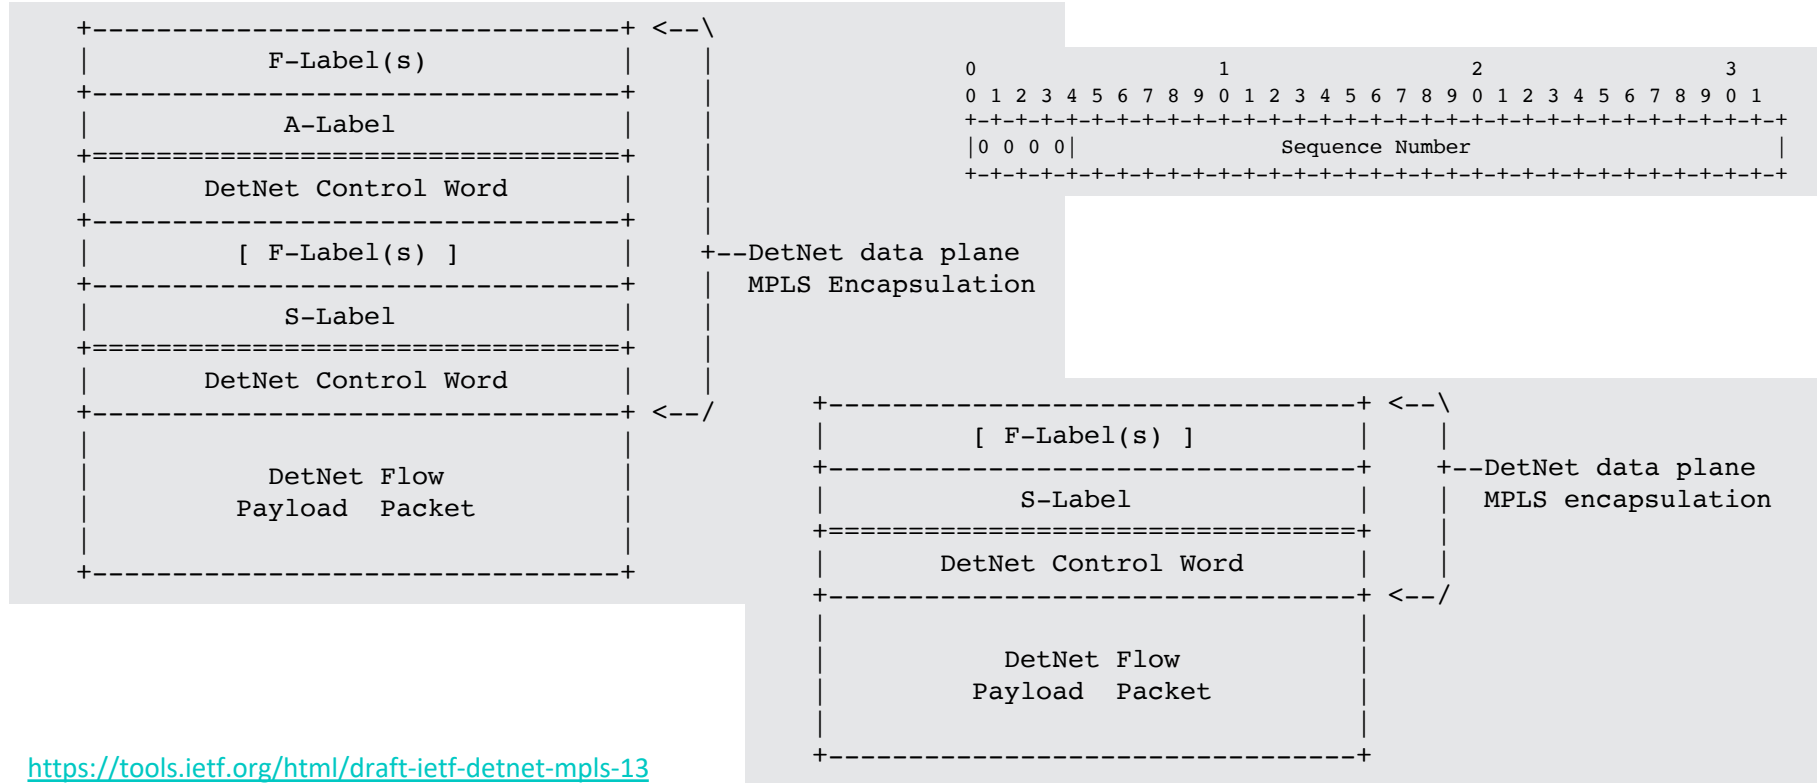 +---------------------------------+ <--\
|           F-Label(s)            |    |
+---------------------------------+    |
|            A-Label              |    |
+=================================+    |
|       DetNet Control Word       |    |
+---------------------------------+    |
|         [ F-Label(s) ]          |    +--DetNet data plane
+---------------------------------+    |  MPLS Encapsulation
|            S-Label              |    |
+=================================+    |
|       DetNet Control Word       |    |
+---------------------------------+ <--/
|                                 |
|           DetNet Flow           |
|         Payload  Packet         |
|                                 |
+---------------------------------+
0                   1                   2                   3
0 1 2 3 4 5 6 7 8 9 0 1 2 3 4 5 6 7 8 9 0 1 2 3 4 5 6 7 8 9 0 1
+-+-+-+-+-+-+-+-+-+-+-+-+-+-+-+-+-+-+-+-+-+-+-+-+-+-+-+-+-+-+-+-+
|0 0 0 0|                Sequence Number                        |
+-+-+-+-+-+-+-+-+-+-+-+-+-+-+-+-+-+-+-+-+-+-+-+-+-+-+-+-+-+-+-+-+
+---------------------------------+ <--\
|         [ F-Label(s) ]          |    |
+---------------------------------+    +--DetNet data plane
|            S-Label              |    |  MPLS encapsulation
+=================================+    |
|       DetNet Control Word       |    |
+---------------------------------+ <--/
|                                 |
|           DetNet Flow           |
|         Payload  Packet         |
|                                 |
+---------------------------------+
https://tools.ietf.org/html/draft-ietf-detnet-mpls-13